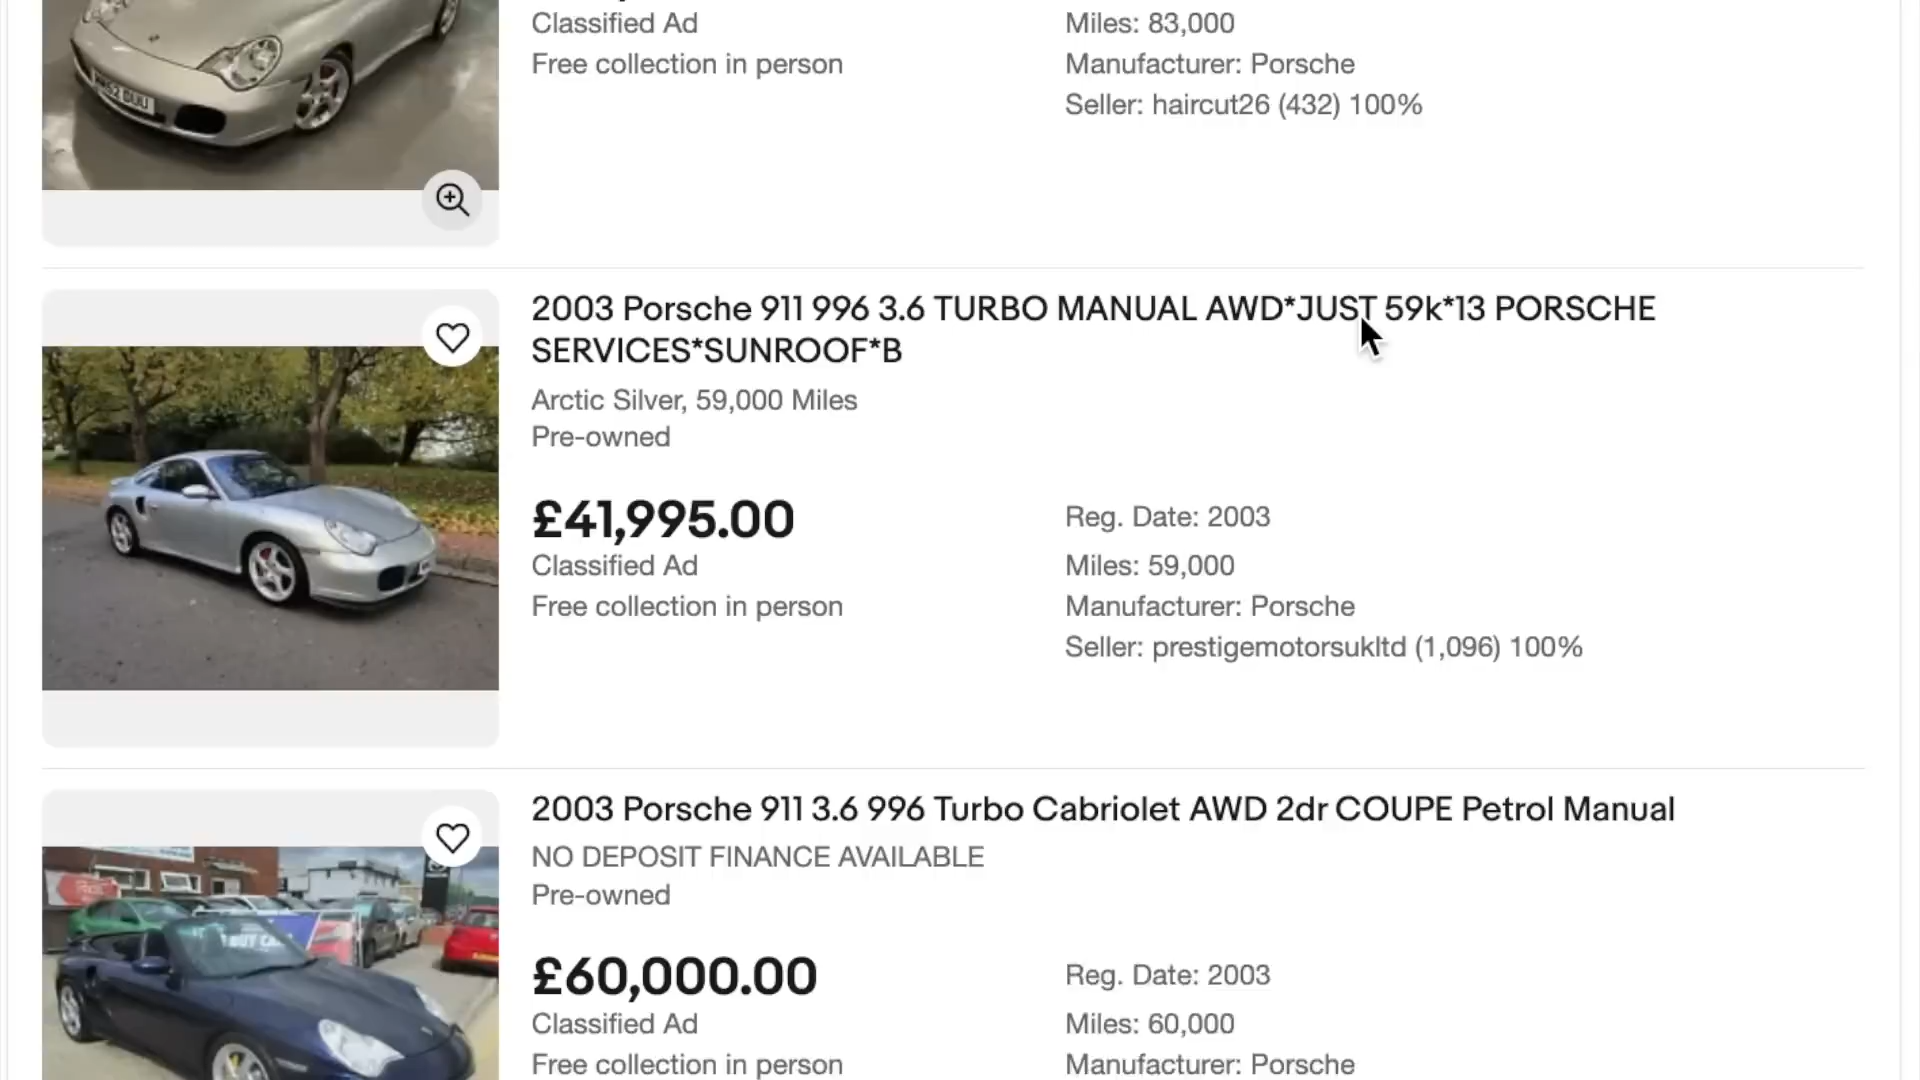 Classified Ad
Miles: 83,000
Free collection in person
Manufacturer: Porsche
Seller: haircut26 (432) 100%
2003 Porsche 911 996 3.6 TURBO MANUAL AWD*JUST 59k*13 PORSCHE
SERVICES*SUNROOF*B
Arctic Silver, 59,000 Miles
Pre-owned
£41,995.00
Reg. Date: 2003
Classified Ad
Miles: 59,000
Free collection in person
Manufacturer: Porsche
Seller: prestigemotorsukltd (1,096) 100%
2003 Porsche 911 3.6 996 Turbo Cabriolet AWD 2dr COUPE Petrol Manual
NO DEPOSIT FINANCE AVAILABLE
Pre-owned
£60,000.00
Reg. Date: 2003
Classified Ad
Miles: 60,000
Free collection in person
Manufacturer: Porsche